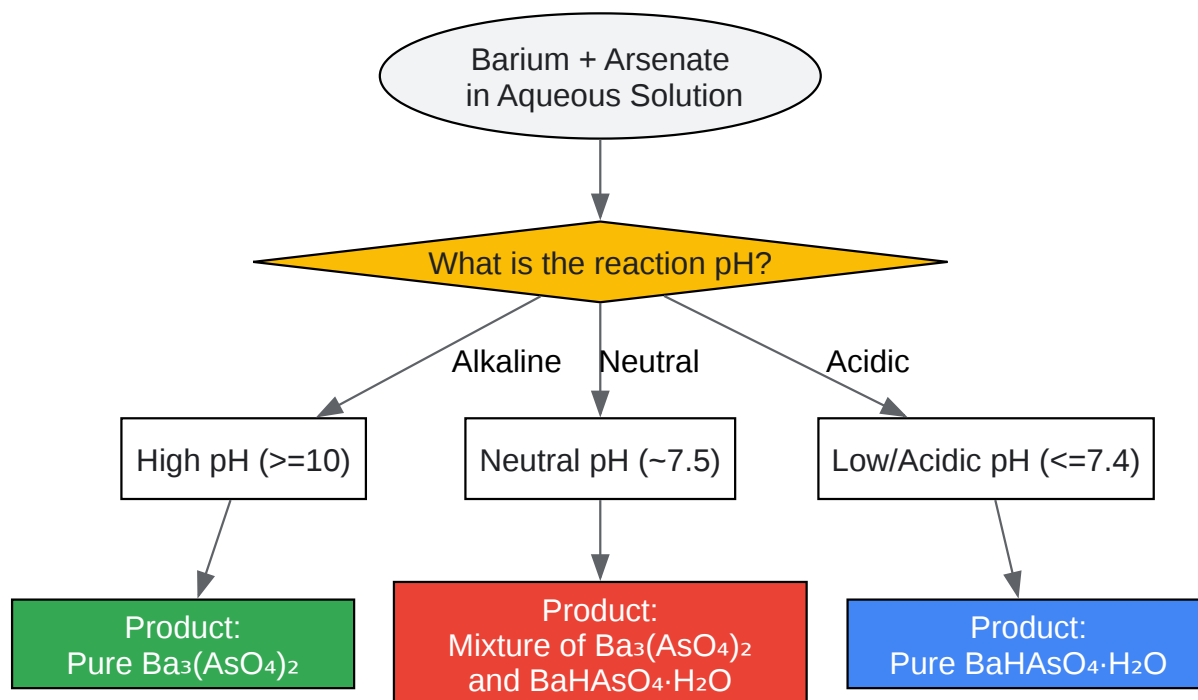 Barium + Arsenate
in Aqueous Solution
What is the reaction pH?
Alkaline
Neutral
Acidic
High pH (>=10)
Neutral pH (~7.5)
Low/Acidic pH (<=7.4)
Product:
Pure Ba₃(AsO₄)₂
Product:
Mixture of Ba₃(AsO₄)₂
and BaHAsO₄·H₂O
Product:
Pure BaHAsO₄·H₂O